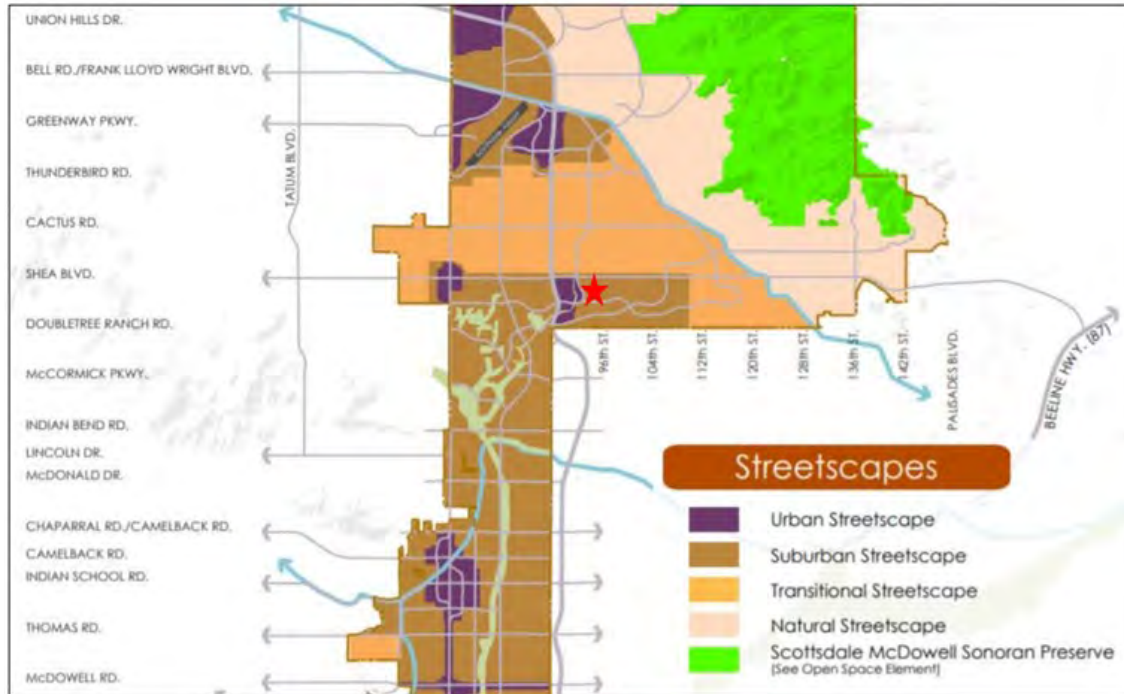 UNION HILLS DR.
BELL RD./FRANK LLOYD WRIGHT BLVD.
GREENWAY PKWY.
THUNDERBIRD RD.
CACTUS RD.
SHEA BLVD.
DOUBLETREE RANCH RD.
McCORMICK PKWY.
INDIAN BEND RD.
LINCOLN DR.
McDONALD DR.
CHAPARRAL RD./CAMELBACK RD.
CAMELBACK RD.
INDIAN SCHOOL RD.
THOMAS RD.
McDOWELL RD.
TATUM BLVD.
96th ST.
104th ST.
112th ST.
120th ST.
128th ST.
136th ST.
142th ST.
PALISADES BLVD.
BEELINE HWY. (87)
Streetscapes
Urban Streetscape
Suburban Streetscape
Transitional Streetscape
Natural Streetscape
Scottsdale McDowell Sonoran Preserve
(See Open Space Element)